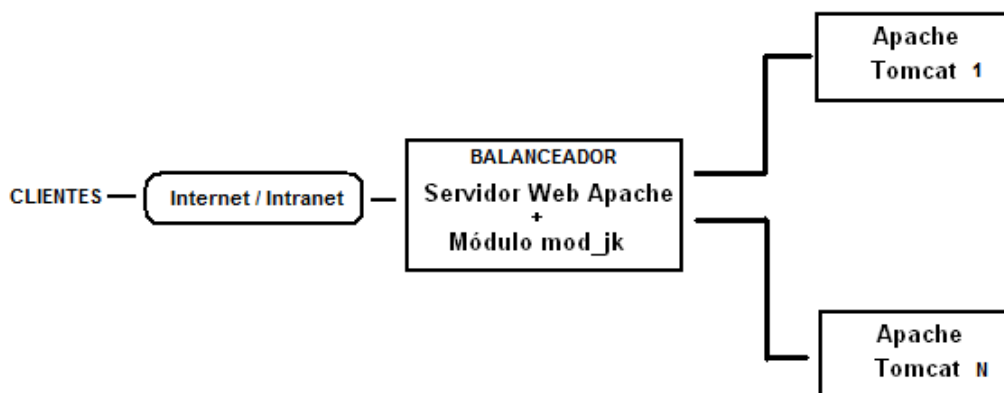 CLIENTES
Internet / Intranet
BALANCEADOR
Servidor Web Apache
+
Módulo mod_jk
Apache
Tomcat 1
Apache
Tomcat N